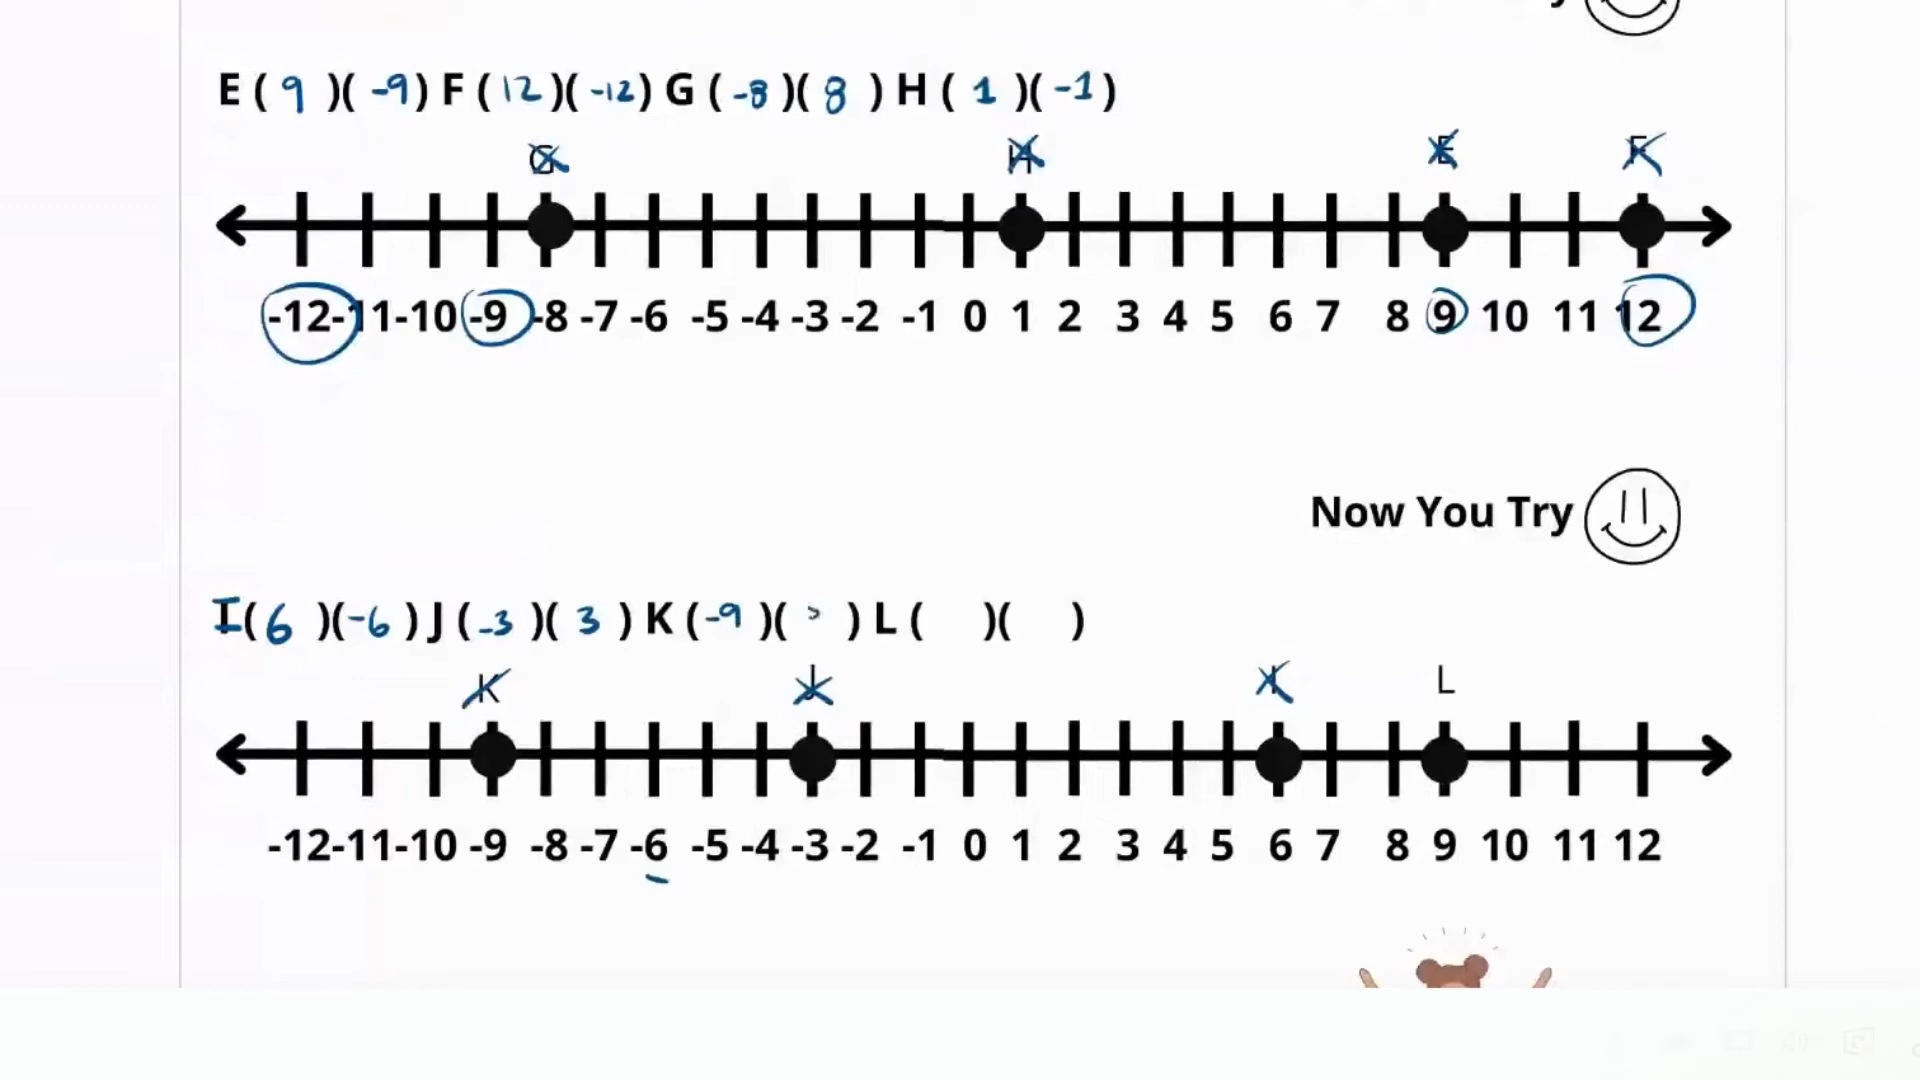 E ( 9 )( -9 ) F ( 12 )( -12 ) G ( -8 )( 8 ) H ( 1 )( -1 )
G H E F
-12 -11 -10 -9 -8 -7 -6 -5 -4 -3 -2 -1 0 1 2 3 4 5 6 7 8 9 10 11 12
Now You Try
I( 6 )( -6 ) J ( -3 )( 3 ) K ( -9 )( ) L ( )( )
K J I L
-12 -11 -10 -9 -8 -7 -6 -5 -4 -3 -2 -1 0 1 2 3 4 5 6 7 8 9 10 11 12